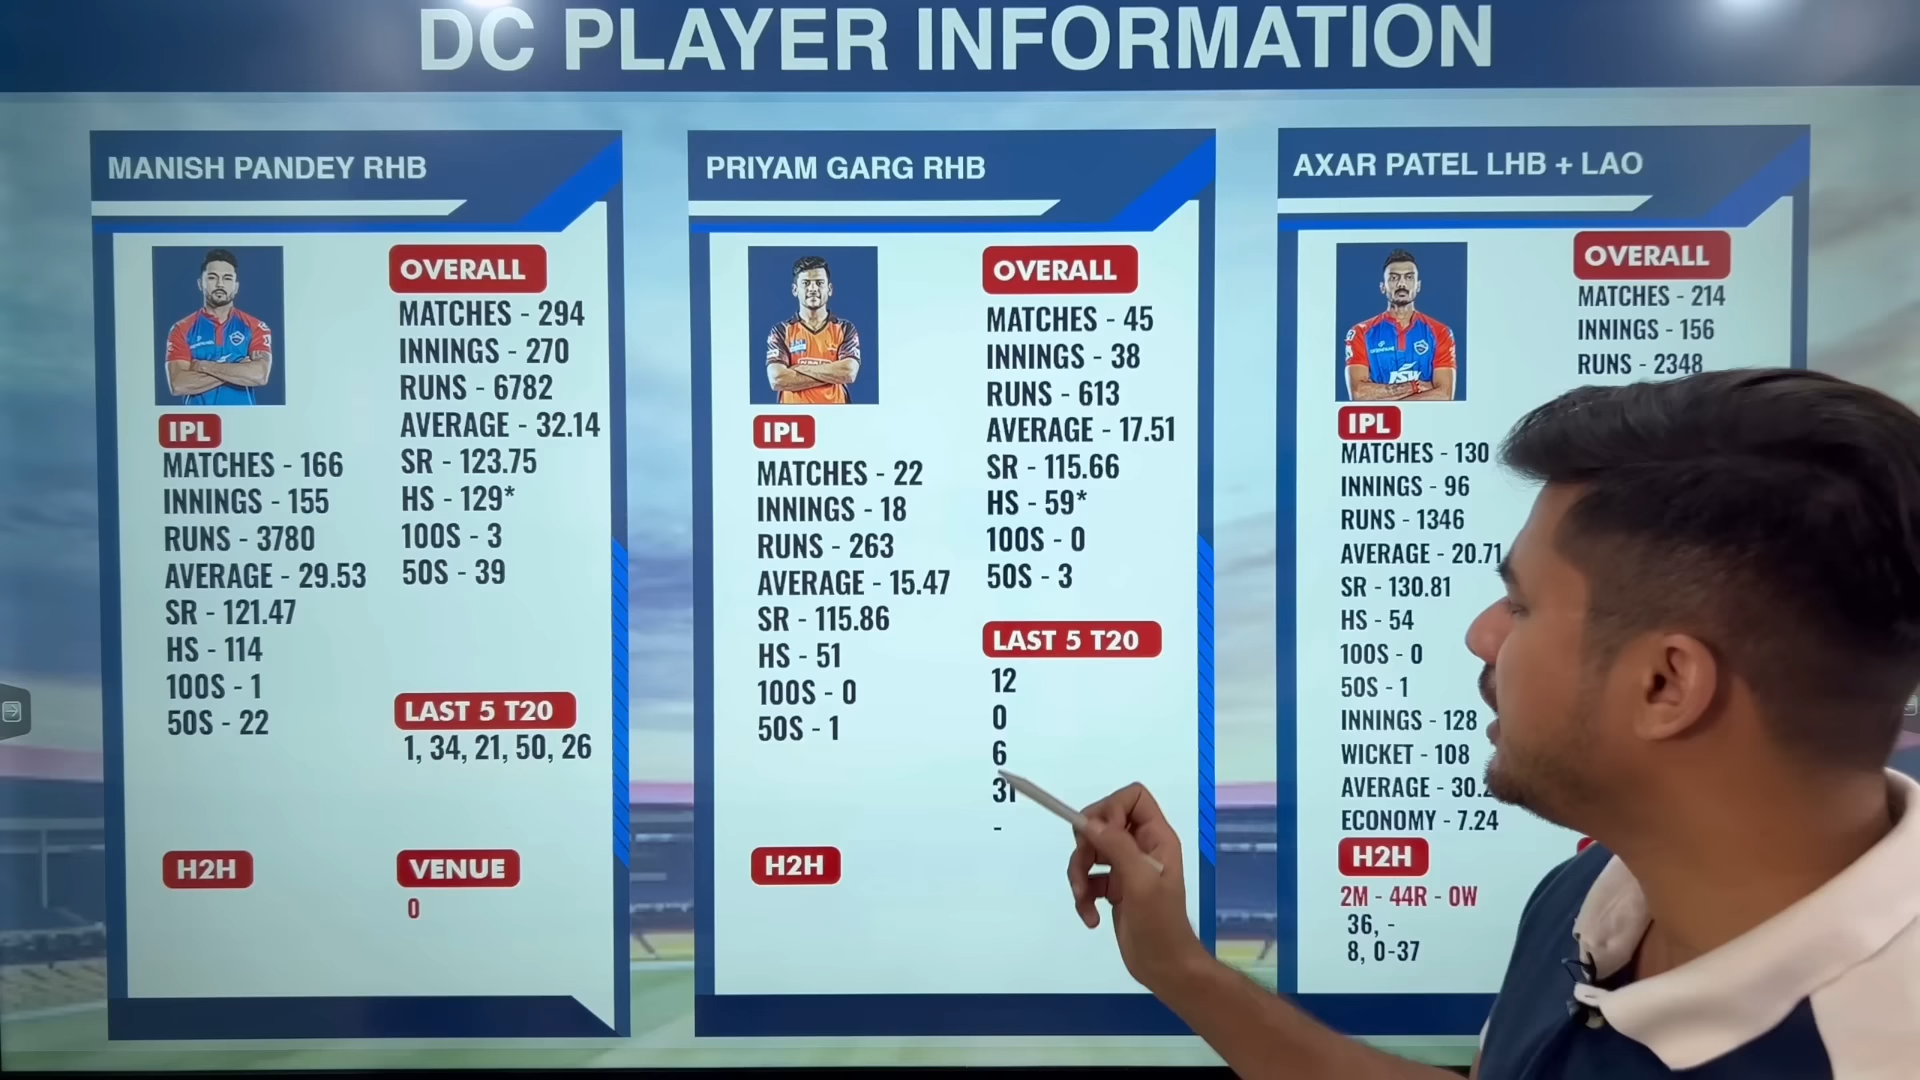 DC PLAYER INFORMATION
MANISH PANDEY RHB
OVERALL
MATCHES - 294
INNINGS - 270
RUNS - 6782
AVERAGE - 32.14
SR - 123.75
HS - 129*
100S - 3
50S - 39
IPL
MATCHES - 166
INNINGS - 155
RUNS - 3780
AVERAGE - 29.53
SR - 121.47
HS - 114
100S - 1
50S - 22
LAST 5 T20
1, 34, 21, 50, 26
H2H
VENUE
0
PRIYAM GARG RHB
OVERALL
MATCHES - 45
INNINGS - 38
RUNS - 613
AVERAGE - 17.51
SR - 115.66
HS - 59*
100S - 0
50S - 3
IPL
MATCHES - 22
INNINGS - 18
RUNS - 263
AVERAGE - 15.47
SR - 115.86
HS - 51
100S - 0
50S - 1
LAST 5 T20
12
0
6
31
-
H2H
AXAR PATEL LHB + LAO
OVERALL
MATCHES - 214
INNINGS - 156
RUNS - 2348
IPL
MATCHES - 130
INNINGS - 96
RUNS - 1346
AVERAGE - 20.71
SR - 130.81
HS - 54
100S - 0
50S - 1
INNINGS - 128
WICKET - 108
AVERAGE -
ECONOMY - 7.24
H2H
2M - 44R - 0W
36, -
8, 0-37
JSW